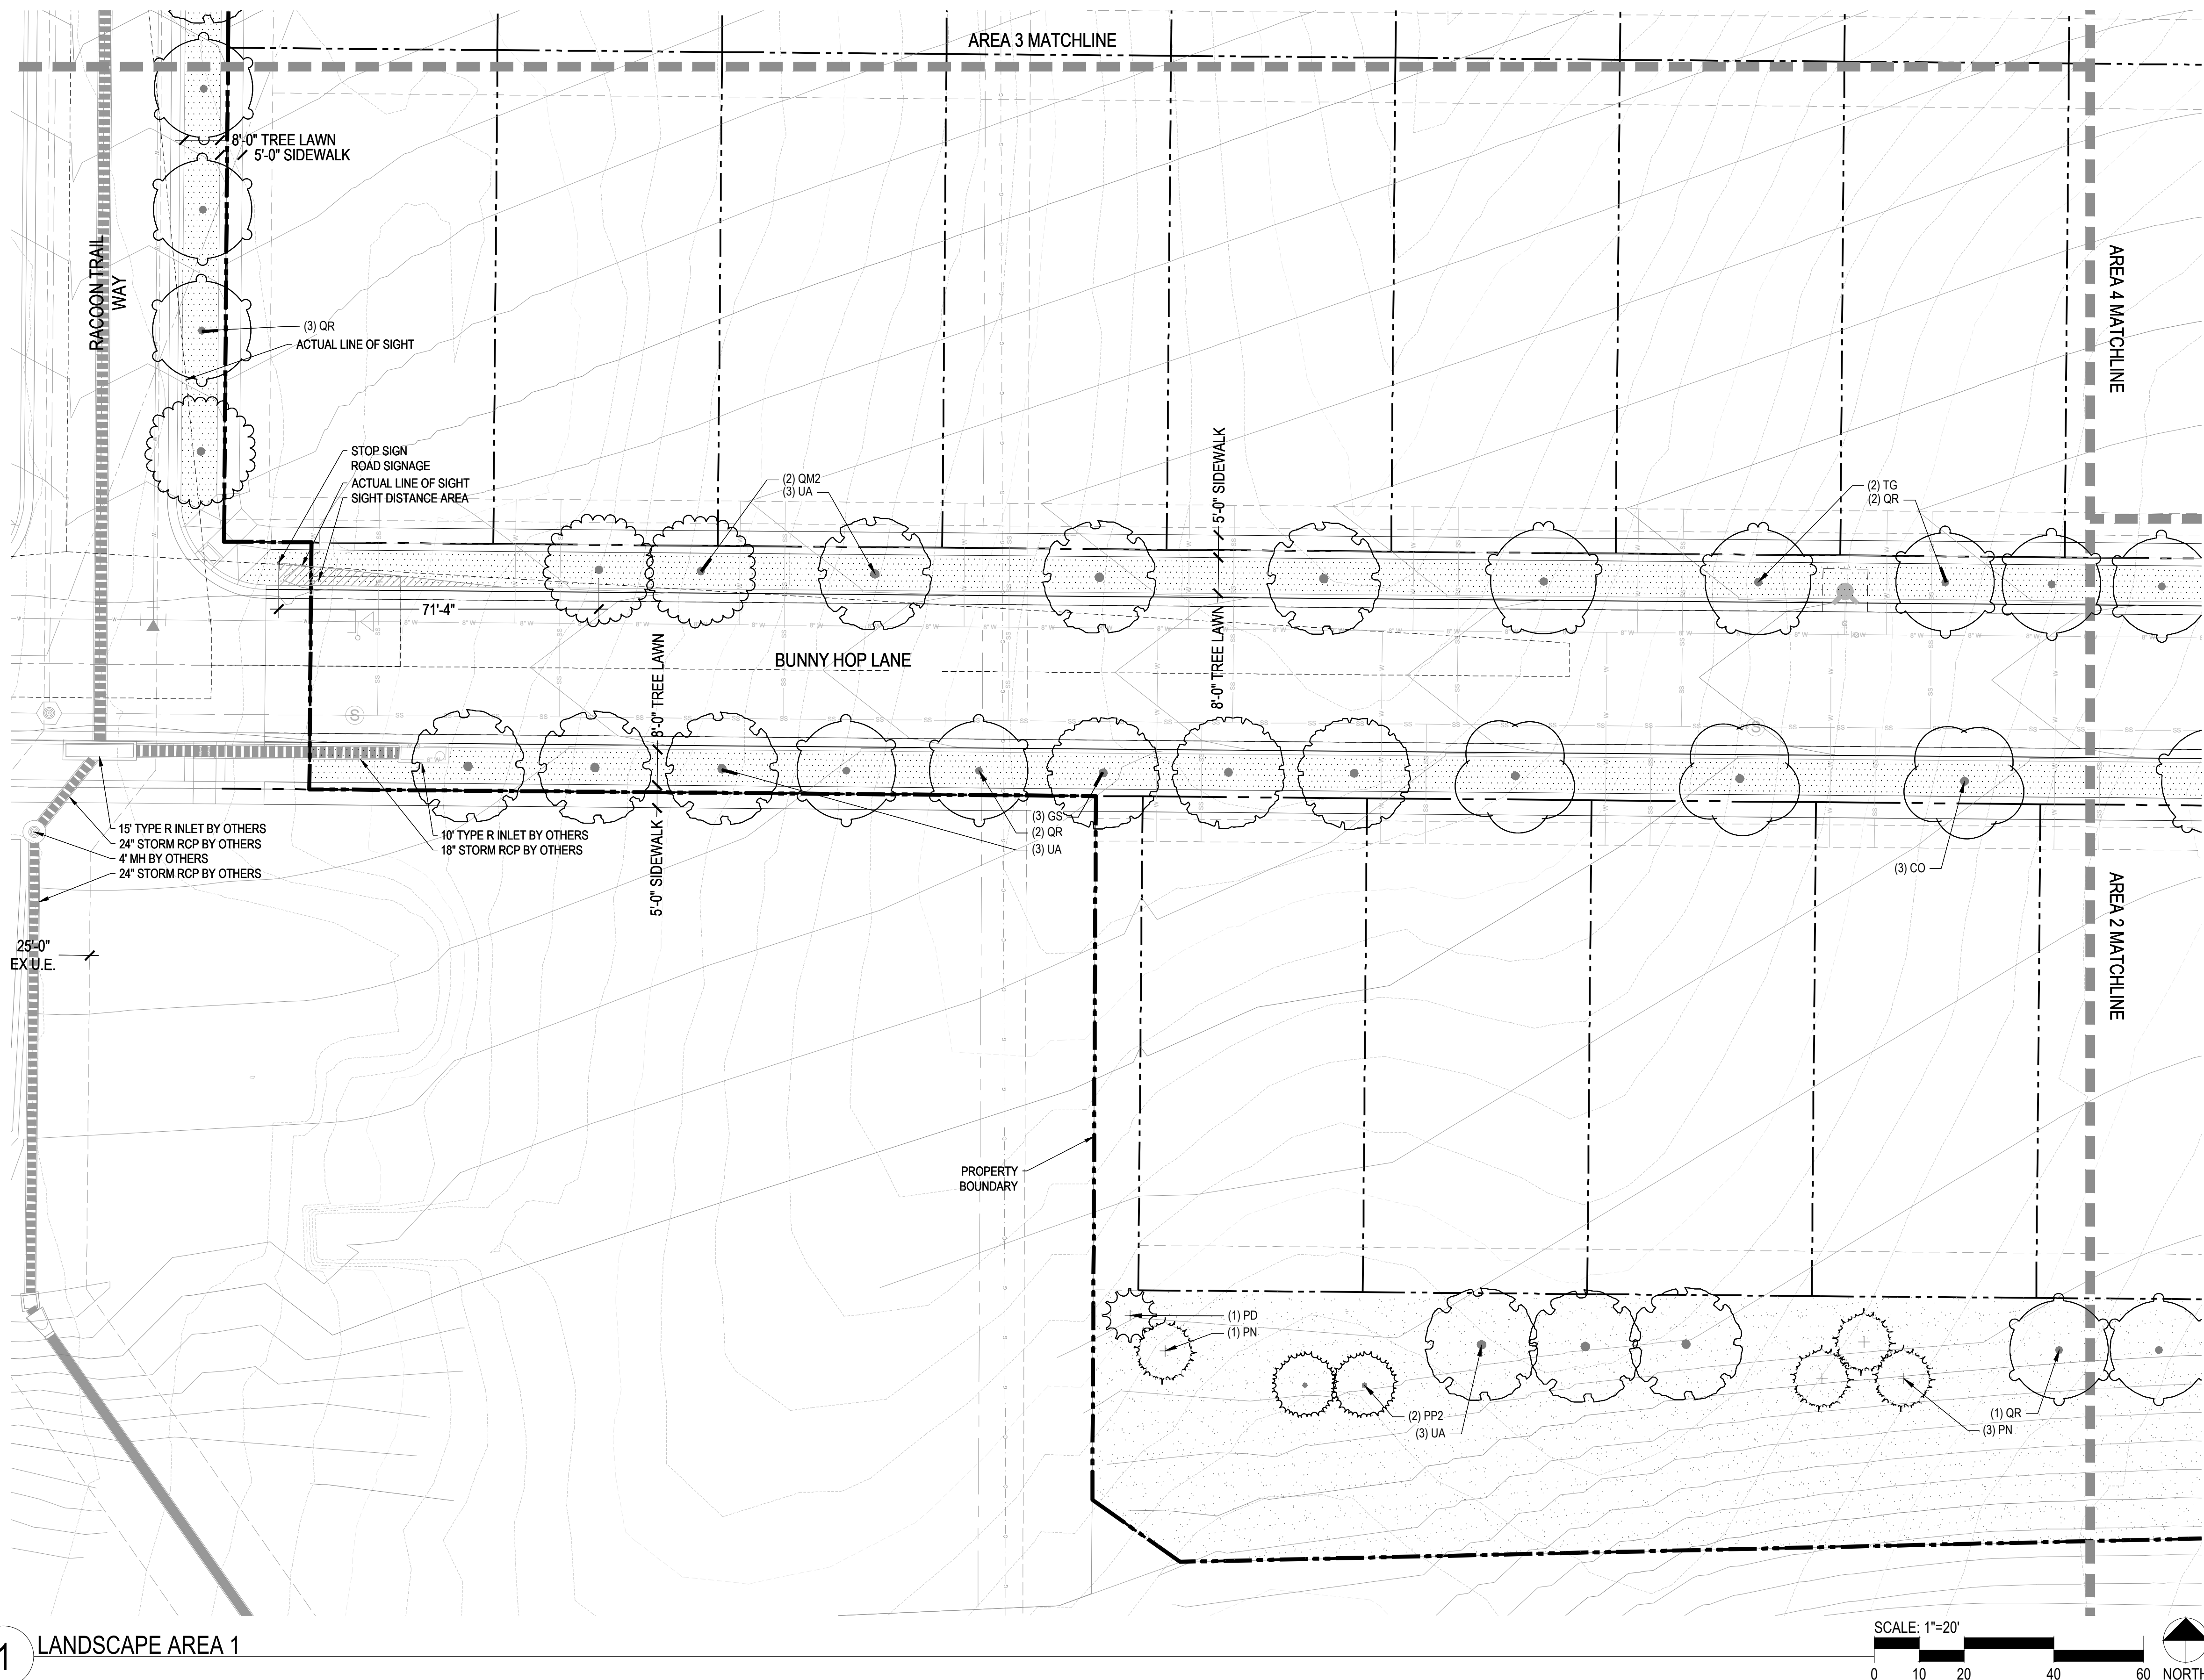 AREA 3 MATCHLINE
8'-0" TREE LAWN
5'-0" SIDEWALK
RACOON TRAIL
WAY
AREA 4 MATCHLINE
(3) QR
ACTUAL LINE OF SIGHT
STOP SIGN
ROAD SIGNAGE
ACTUAL LINE OF SIGHT
SIGHT DISTANCE AREA
(2) QM2
(3) UA
5'-0" SIDEWALK
8'-0" TREE LAWN
(2) TG
(2) QR
71'-4"
8'-0" TREE LAWN
5'-0" SIDEWALK
BUNNY HOP LANE
S
S
15' TYPE R INLET BY OTHERS
24" STORM RCP BY OTHERS
4' MH BY OTHERS
24" STORM RCP BY OTHERS
10' TYPE R INLET BY OTHERS
18" STORM RCP BY OTHERS
(3) GS
(2) QR
(3) UA
(3) CO
AREA 2 MATCHLINE
25'-0"
EX U.E.
PROPERTY
BOUNDARY
(1) PD
(1) PN
(2) PP2
(3) UA
(1) QR
(3) PN
1
LANDSCAPE AREA 1
SCALE: 1"=20'
0 10 20 40 60
NORTH